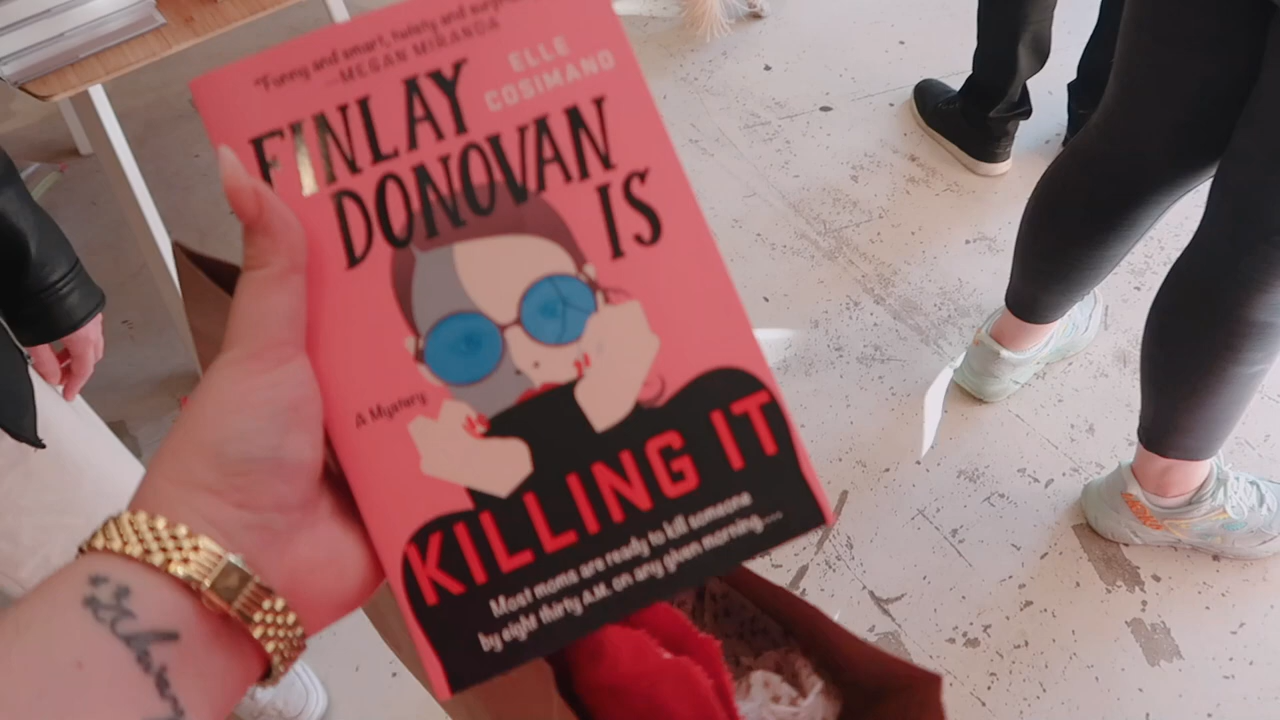 "Funny and smart, twisty and surprising
—MEGAN MIRANDA
ELLE
COSIMANO
FINLAY
DONOVAN
IS
A Mystery
KILLING IT
Most moms are ready to kill someone
by eight thirty A.M. on any given morning....